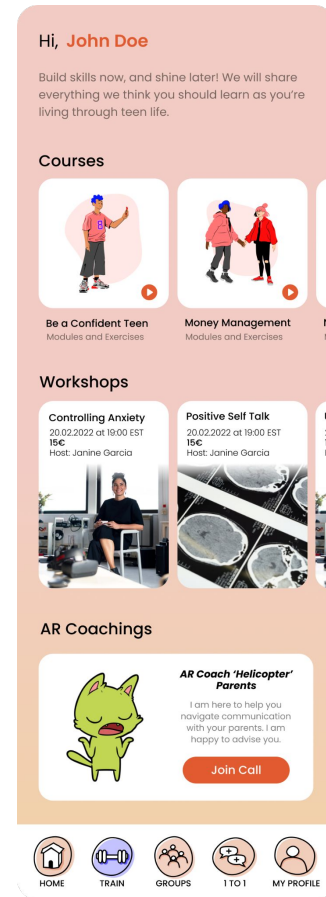 Hi, John Doe
Build skills now, and shine later! We will share
everything we think you should learn as you're
living through teen life.
Courses
B
Be a Confident Teen
Modules and Exercises
Money Management
Modules and Exercises
Workshops
Controlling Anxiety
20.02.2022 at 19:00 EST
15€
Host: Janine Garcia
Positive Self Talk
20.02.2022 at 19:00 EST
15€
Host: Janine Garcia
AR Coachings
AR Coach 'Helicopter'
Parents
I am here to help you
navigate communication
with your parents. I am
happy to advise you.
Join Call
HOME
TRAIN
GROUPS
1 TO 1
MY PROFILE